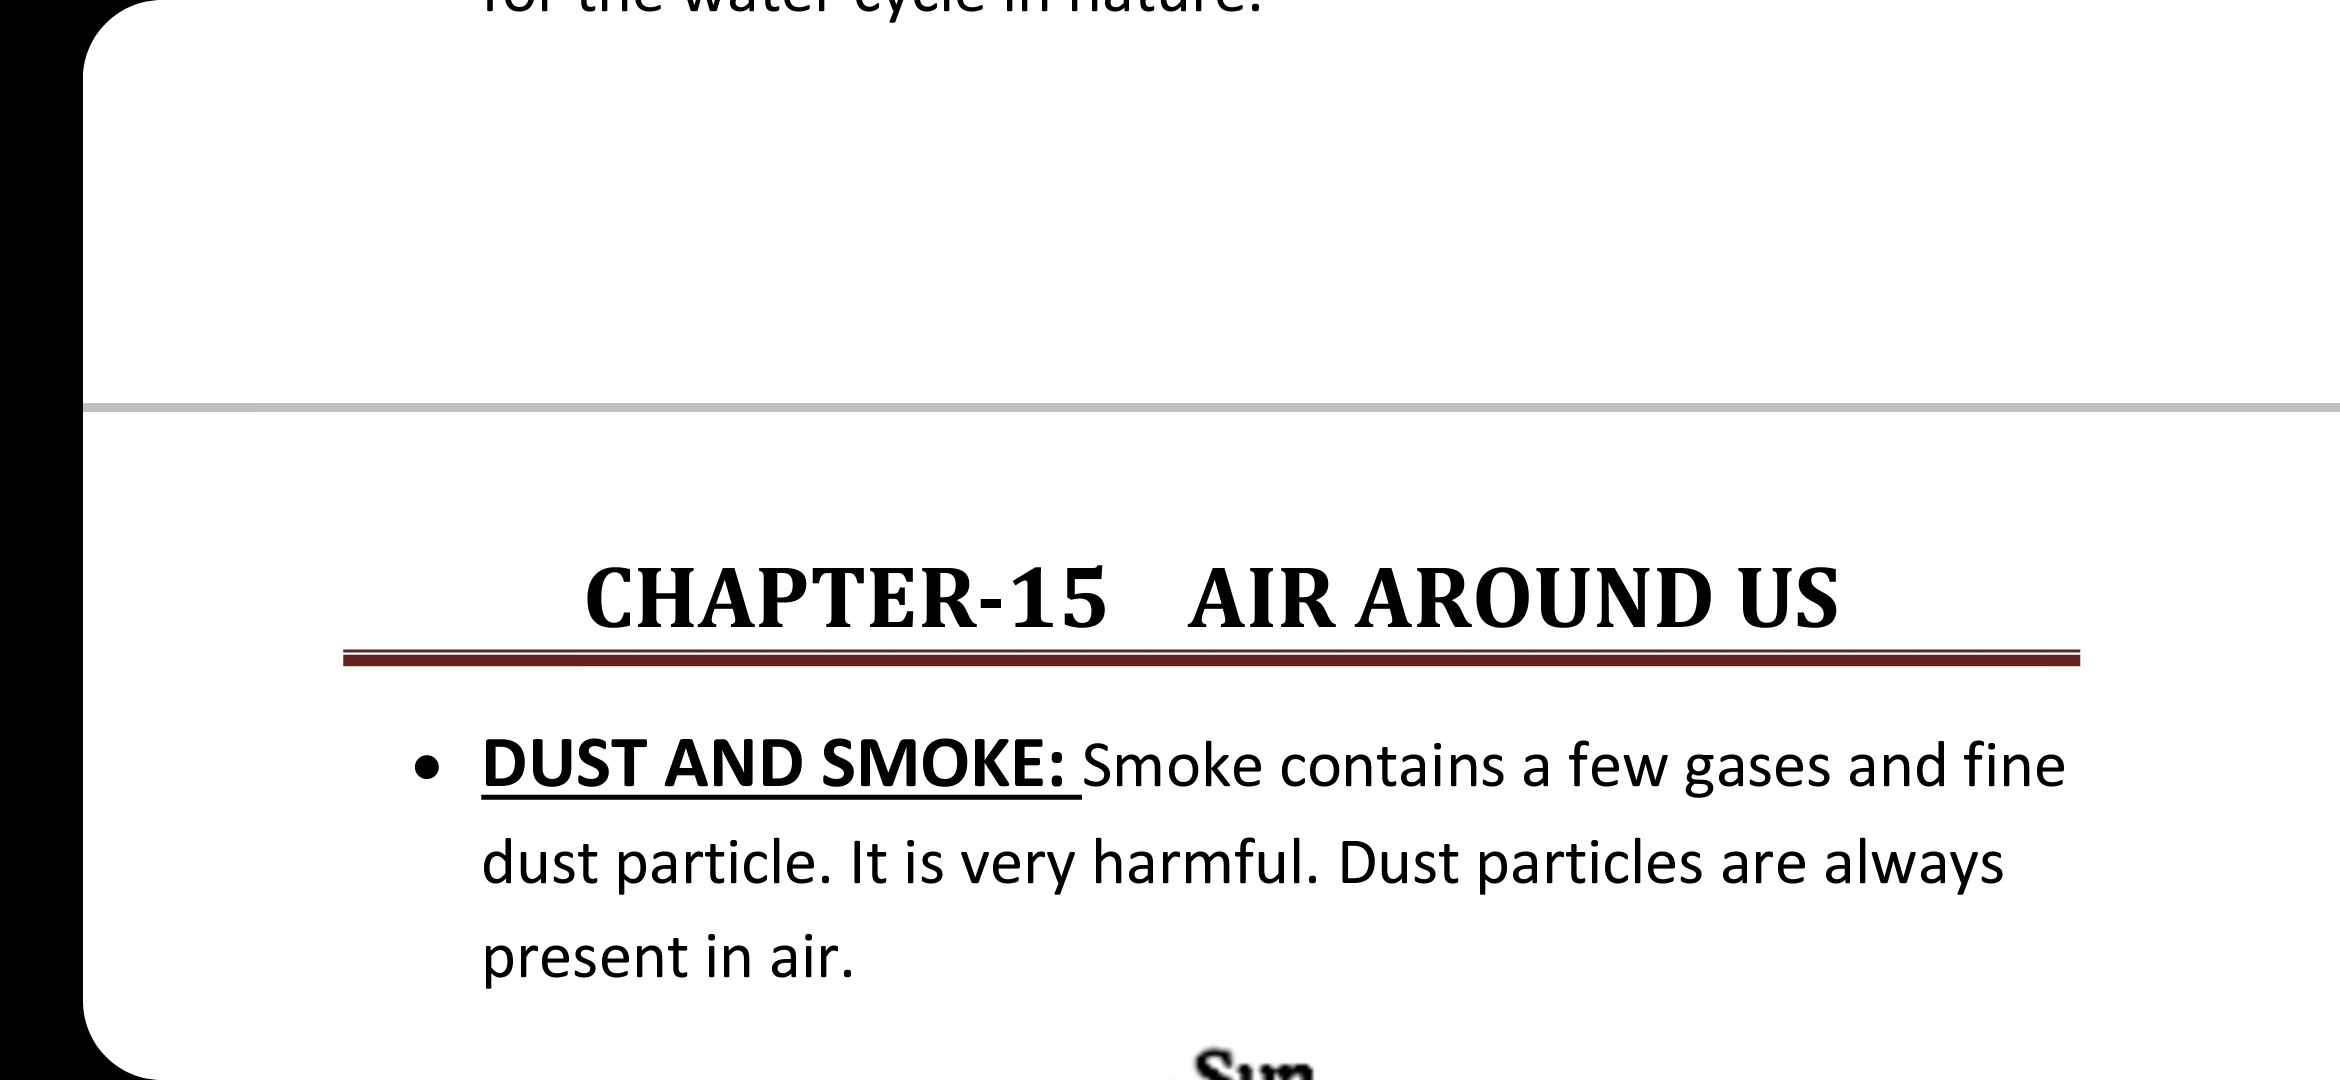 for the water cycle in nature.
CHAPTER-15 AIR AROUND US
• DUST AND SMOKE: Smoke contains a few gases and fine
dust particle. It is very harmful. Dust particles are always
present in air.
Sun